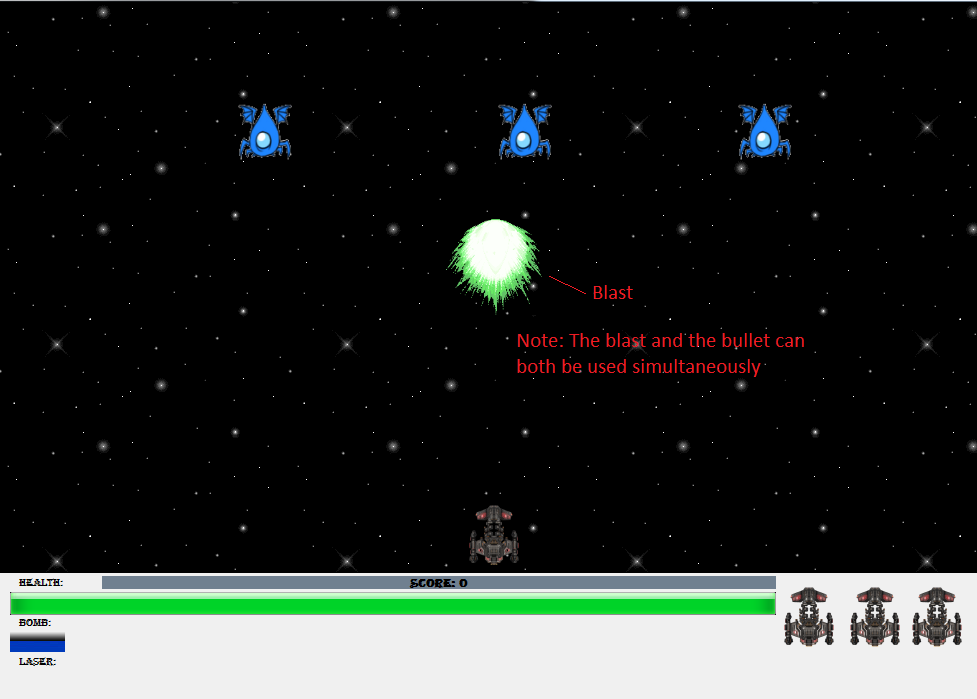 Blast
Note: The blast and the bullet can
both be used simultaneously
HEALTH:
SCORE: 0
BOMB:
LASER: